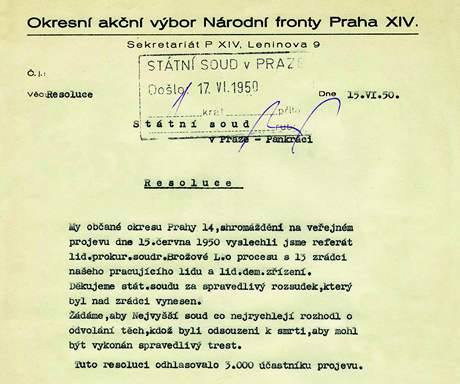 Okresní akční výbor Národní fronty Praha XIV.
Sekretariát P XIV, Leninova 9
Č. j.:
STÁTNÍ SOUD v PRAZE
Věc: Resoluce
Došlo: 17. VI. 1950
Dne 15.VI.50.
krát
příl.
Státní soud
v Praze - Pankráci
Resoluce
My občané okresu Prahy 14,shromáždění na veřejném
projevu dne 15.června 1950 vyslechli jsme referát
lid.prokur.soudr.Brožové L.o procesu s 13 zrádci
našeho pracujícího lidu a lid.dem.zřízení.
Děkujeme stát.soudu za spravedlivý rozsudek,který
byl nad zrádci vynesen.
Žádáme,aby Nejvyšší soud co nejrychleji rozhodl o
odvolání těch,kdož byli odsouzeni k smrti,aby mohl
být vykonán spravedlivý trest.
Tuto resoluci odhlasovalo 3.000 účastníku projevu.